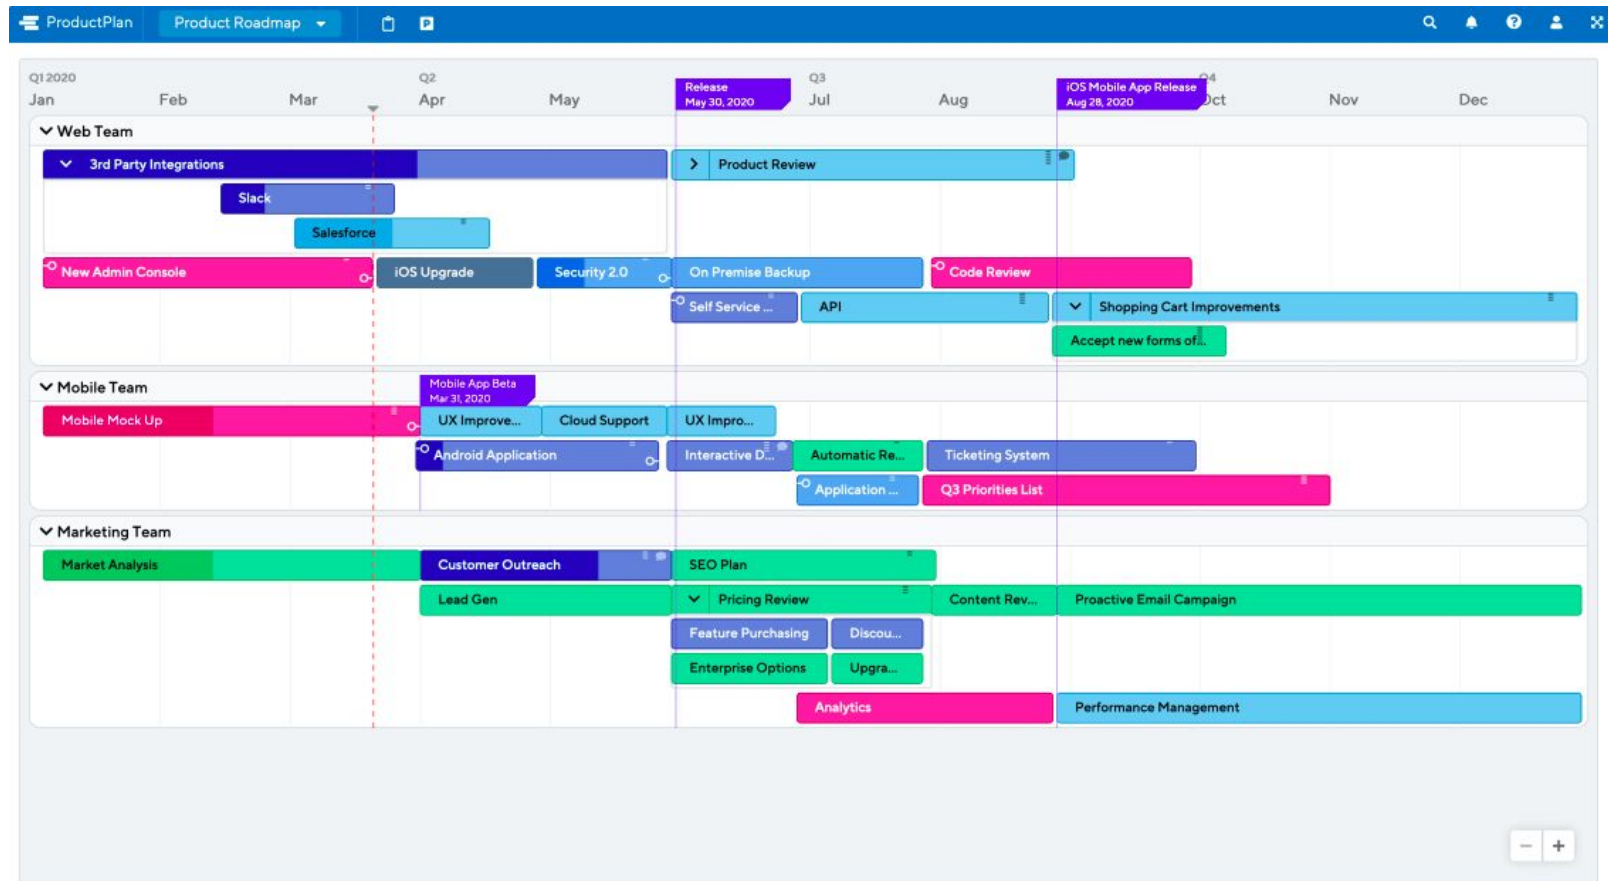 ProductPlan
Product Roadmap
Q1 2020
Q2
Q3
Q4
Jan
Feb
Mar
Apr
May
Release
May 30, 2020
Jul
Aug
iOS Mobile App Release
Aug 28, 2020
Oct
Nov
Dec
Web Team
3rd Party Integrations
Product Review
Slack
Salesforce
New Admin Console
iOS Upgrade
Security 2.0
On Premise Backup
Code Review
Self Service ...
API
Shopping Cart Improvements
Accept new forms of...
Mobile Team
Mobile App Beta
Mar 31, 2020
Mobile Mock Up
UX Improve...
Cloud Support
UX Impro...
Android Application
Interactive D...
Automatic Re...
Ticketing System
Application ...
Q3 Priorities List
Marketing Team
Market Analysis
Customer Outreach
SEO Plan
Lead Gen
Pricing Review
Content Rev...
Proactive Email Campaign
Feature Purchasing
Discou...
Enterprise Options
Upgra...
Analytics
Performance Management